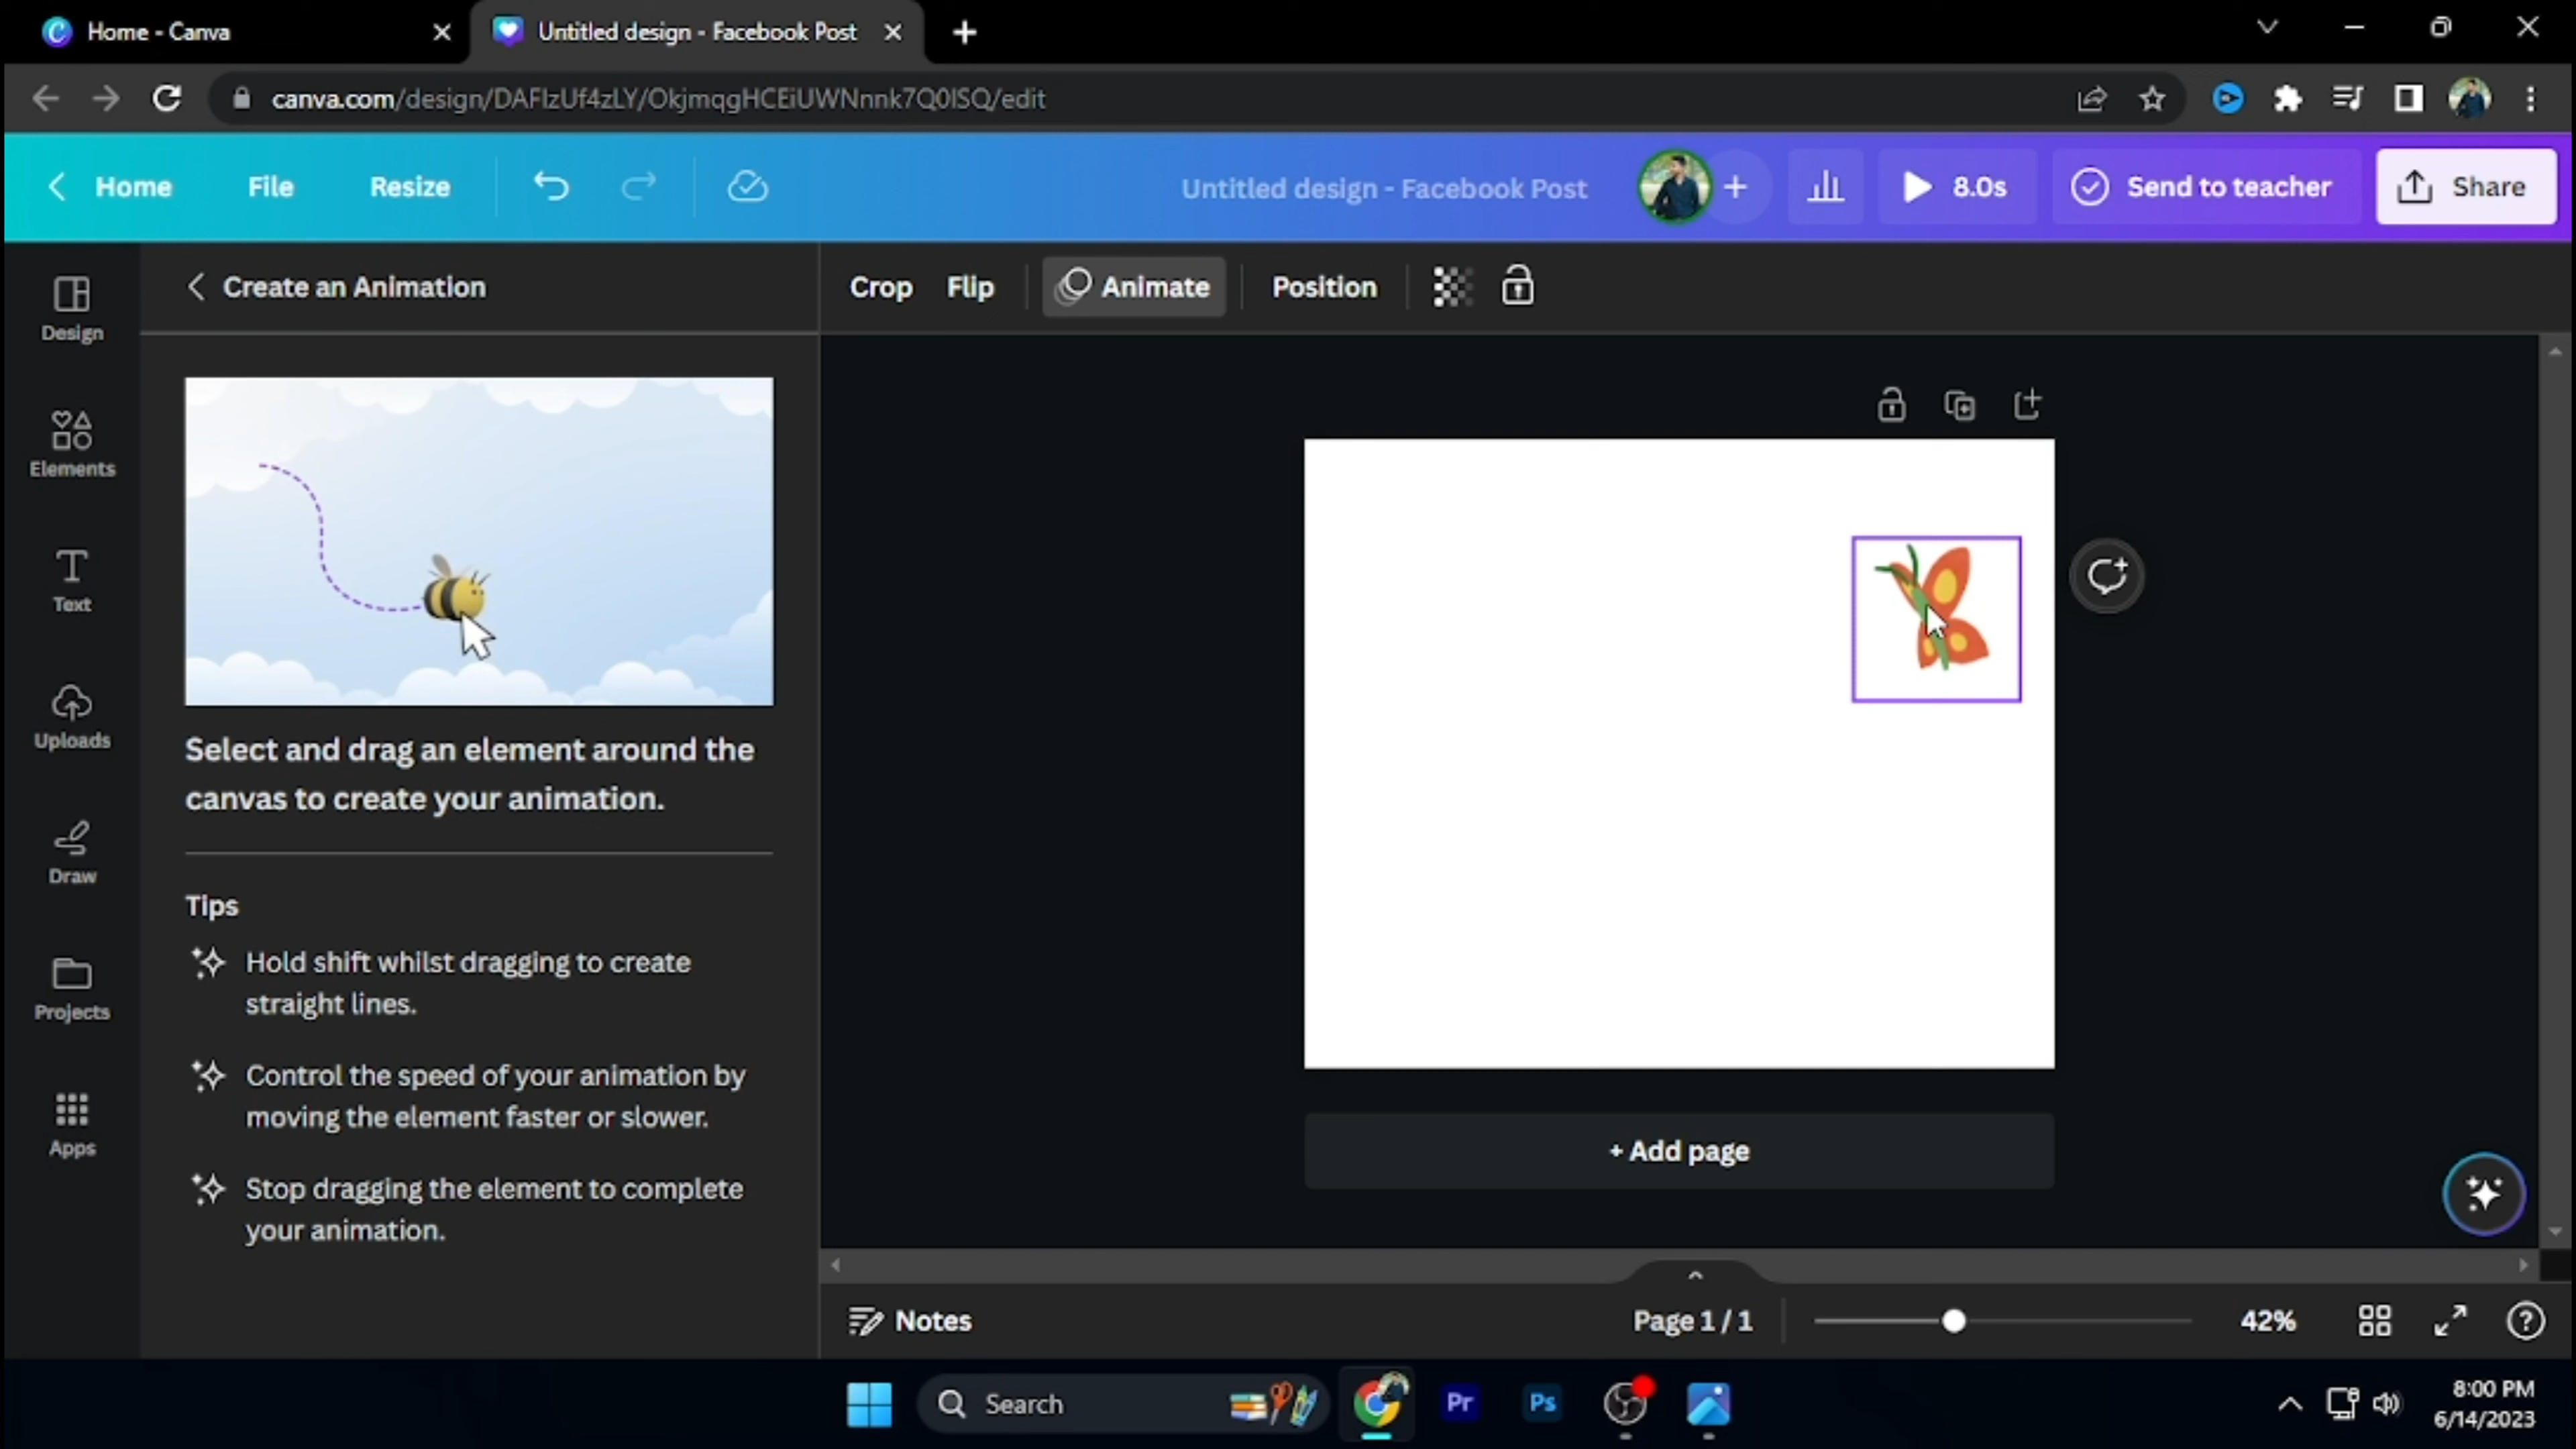 Home - Canva
Untitled design - Facebook Post
canva.com/design/DAFlzUf4zLY/OkjmqgHCEiUWNnnk7Q0lSQ/edit
Home
File
Resize
Untitled design - Facebook Post
8.0s
Send to teacher
Share
Create an Animation
Crop
Flip
Animate
Position
Design
Elements
Text
Uploads
Draw
Projects
Apps
Select and drag an element around the
canvas to create your animation.
Tips
Hold shift whilst dragging to create
straight lines.
Control the speed of your animation by
moving the element faster or slower.
Stop dragging the element to complete
your animation.
+ Add page
Notes
Page 1 / 1
42%
Search
Pr
Ps
8:00 PM
6/14/2023